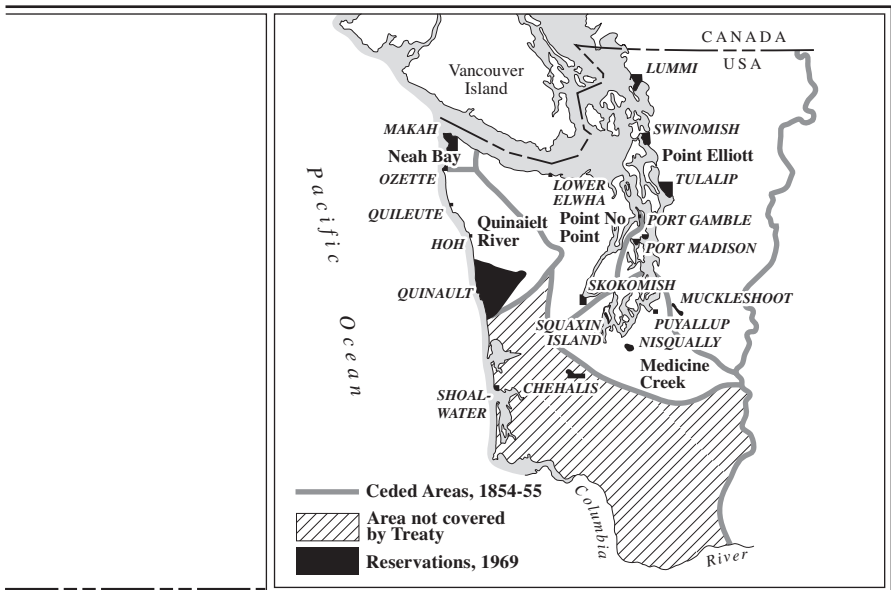 CANADA
USA
Vancouver
Island
LUMMI
MAKAH
SWINOMISH
Neah Bay
Point Elliott
OZETTE
LOWER
ELWHA
TULALIP
Pacific
Ocean
QUILEUTE
Quinaielt
River
Point No
Point
PORT GAMBLE
HOH
PORT MADISON
QUINAULT
SKOKOMISH
MUCKLESHOOT
SQUAXIN
ISLAND
PUYALLUP
NISQUALLY
Medicine
Creek
CHEHALIS
SHOAL-
WATER
Columbia
River
Ceded Areas, 1854-55
Area not covered
by Treaty
Reservations, 1969